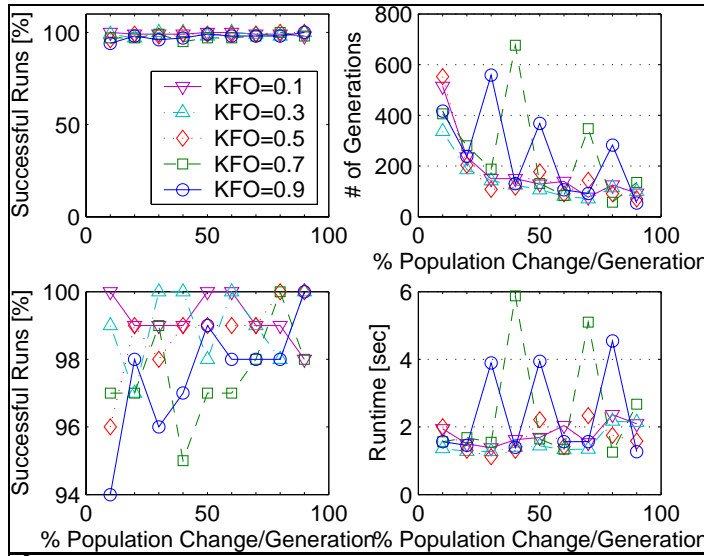 Successful Runs [%]
100
50
0
0
50
100
KFO=0.1
KFO=0.3
KFO=0.5
KFO=0.7
KFO=0.9
# of Generations
800
600
400
200
0
0
50
100
% Population Change/Generation
Successful Runs [%]
100
98
96
94
0
50
100
% Population Change/Generation
Runtime [sec]
6
4
2
0
0
50
100
% Population Change/Generation